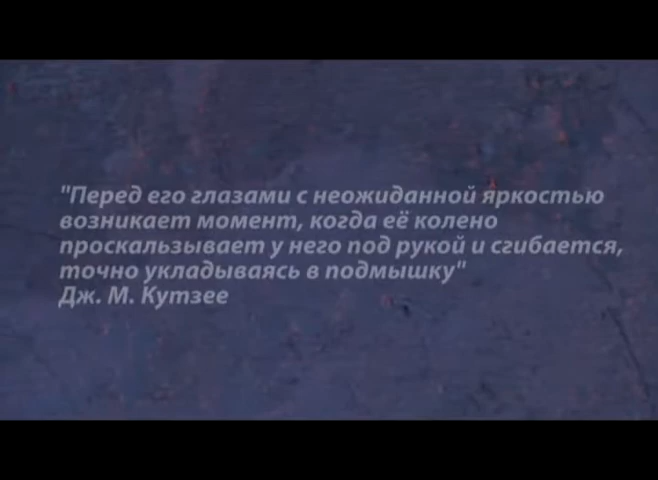 "Перед его глазами с неожиданной яркостью
возникает момент, когда её колено
проскальзывает у него под рукой и сгибается,
точно укладываясь в подмышку"
Дж. М. Кутзее